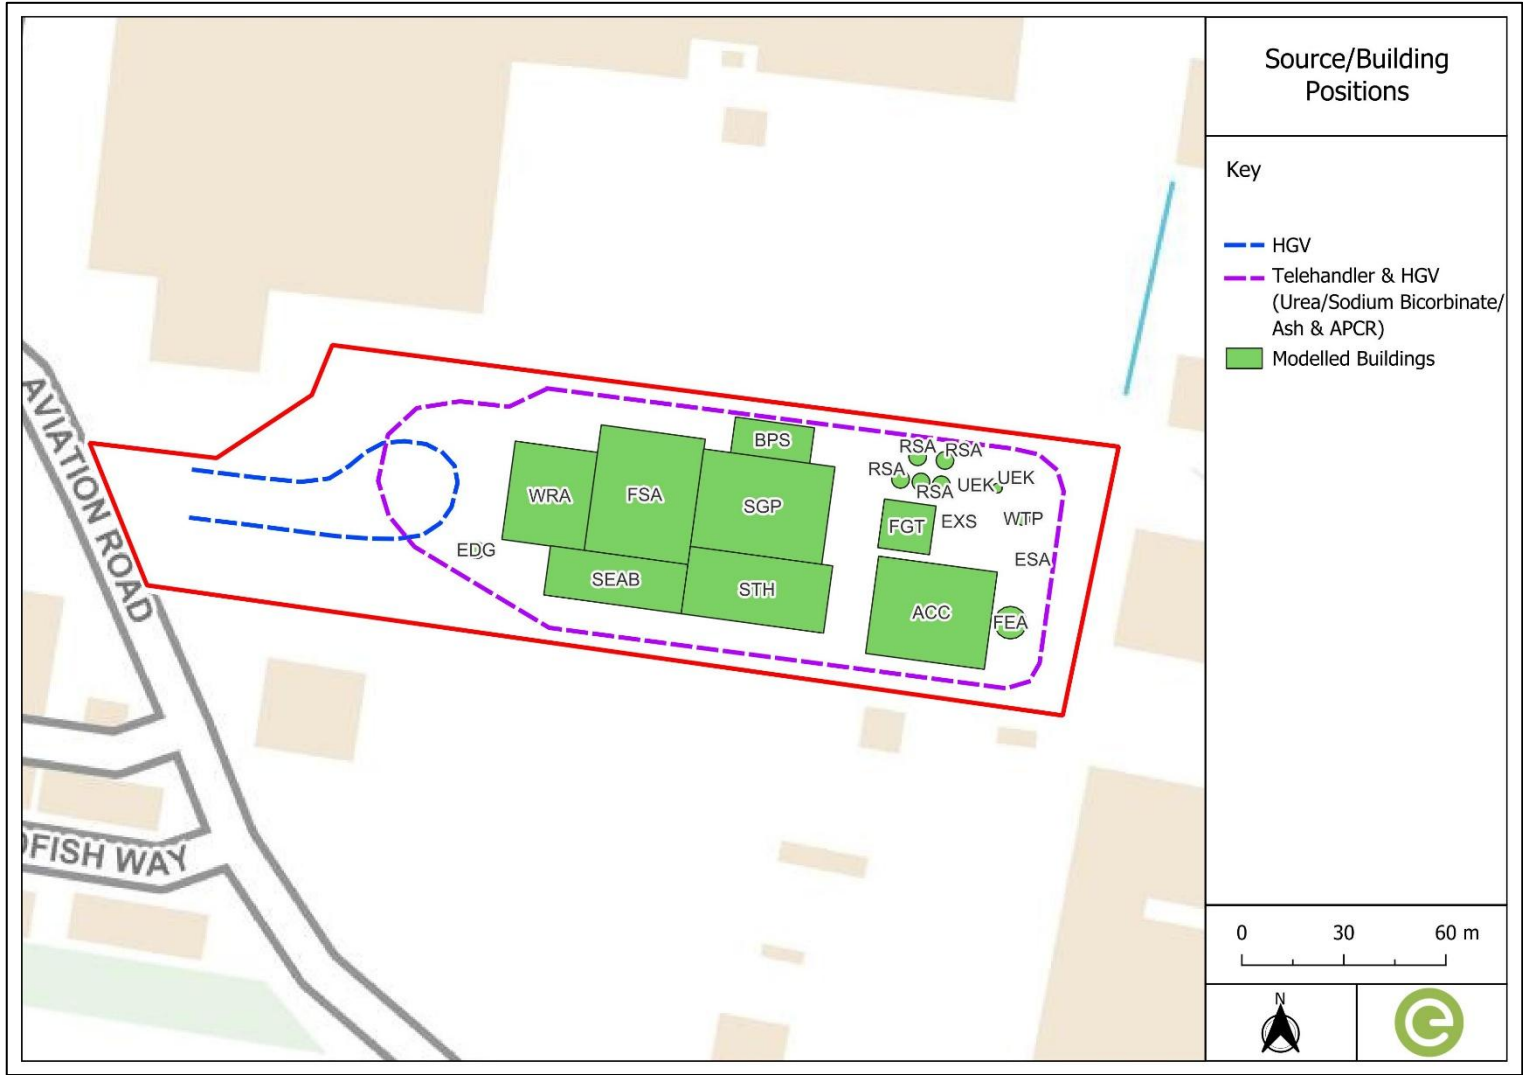 Source/Building
Positions
Key
HGV
Telehandler & HGV
(Urea/Sodium Bicorbinate/
Ash & APCR)
Modelled Buildings
0 30 60 m
N
AVIATION ROAD
DFISH WAY
BPS
RSA
RSA
RSA
RSA
UEK
UEK
WRA
FSA
SGP
FGT
EXS
WTP
EDG
ESA
SEAB
STH
ACC
FEA